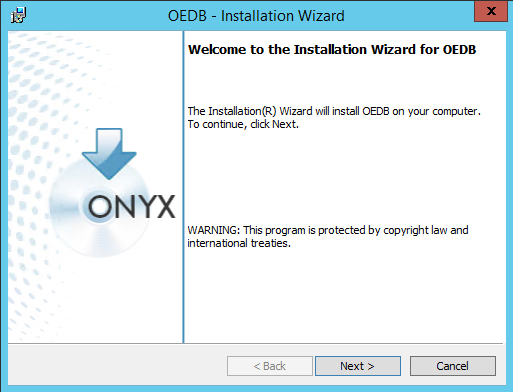 OEDB - Installation Wizard
x
Welcome to the Installation Wizard for OEDB
The Installation(R) Wizard will install OEDB on your computer.
To continue, click Next.
ONYX
WARNING: This program is protected by copyright law and
international treaties.
< Back
Next >
Cancel